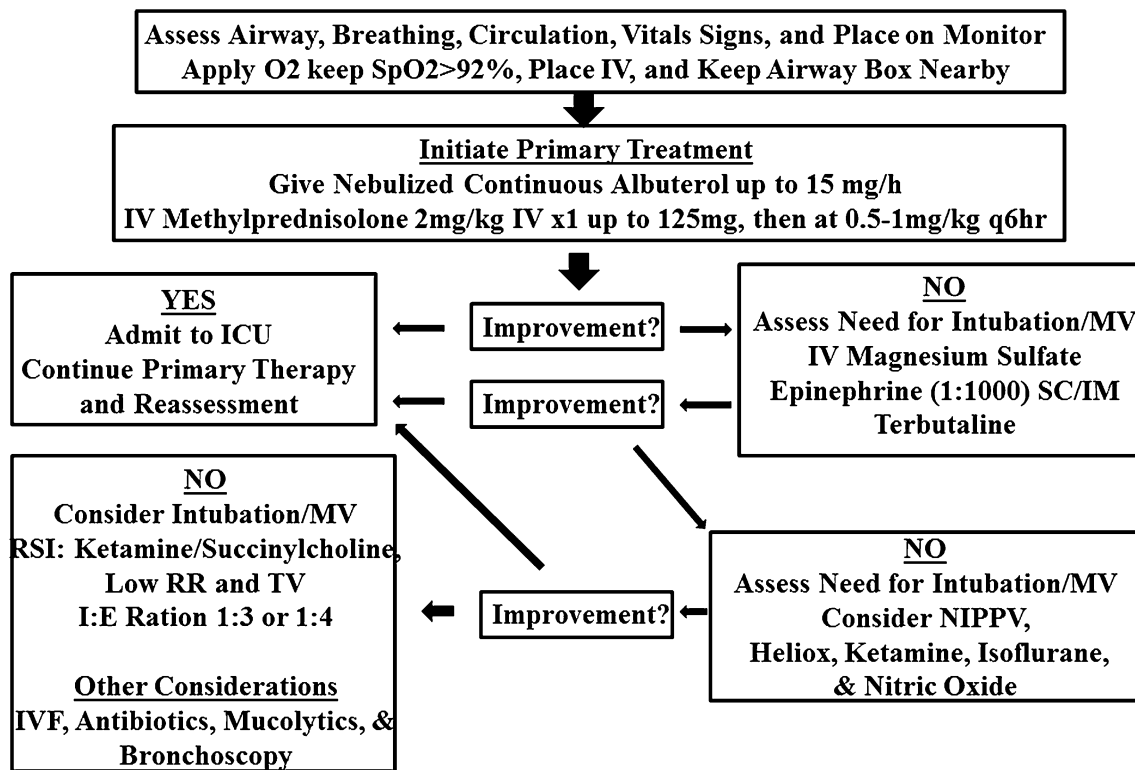 Assess Airway, Breathing, Circulation, Vitals Signs, and Place on Monitor
Apply O2 keep SpO2>92%, Place IV, and Keep Airway Box Nearby
Initiate Primary Treatment
Give Nebulized Continuous Albuterol up to 15 mg/h
IV Methylprednisolone 2mg/kg IV x1 up to 125mg, then at 0.5-1mg/kg q6hr
YES
Admit to ICU
Continue Primary Therapy
and Reassessment
Improvement?
NO
Assess Need for Intubation/MV
IV Magnesium Sulfate
Epinephrine (1:1000) SC/IM
Terbutaline
Improvement?
NO
Assess Need for Intubation/MV
Consider NIPPV,
Heliox, Ketamine, Isoflurane,
& Nitric Oxide
Improvement?
NO
Consider Intubation/MV
RSI: Ketamine/Succinylcholine,
Low RR and TV
I:E Ration 1:3 or 1:4
Other Considerations
IVF, Antibiotics, Mucolytics, &
Bronchoscopy